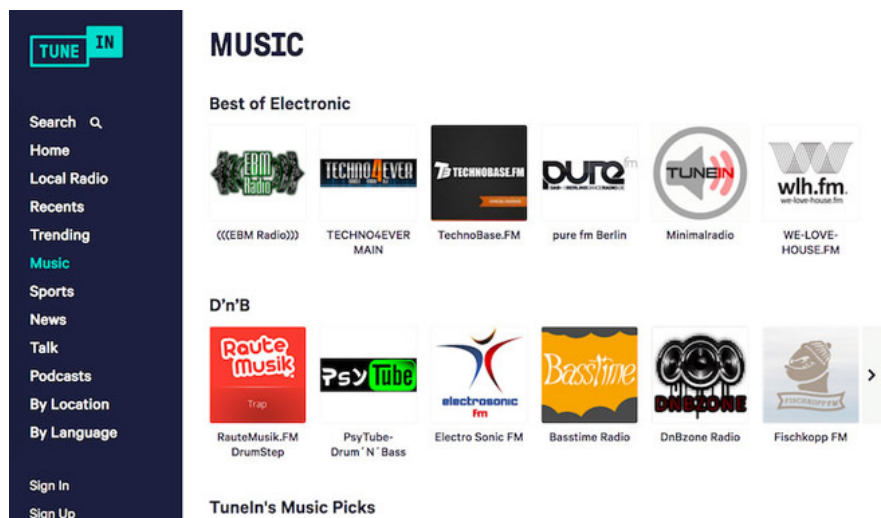 TUNE IN
Search
Home
Local Radio
Recents
Trending
Music
Sports
News
Talk
Podcasts
By Location
By Language
Sign In
Sign Up
MUSIC
Best of Electronic
EBM
Radio
TECHNO4EVER
TB TECHNOBASE.FM
pure fm
TUNEIN
wlh.fm.
we-love-house.fm
(((EBM Radio)))
TECHNO4EVER
MAIN
TechnoBase.FM
pure fm Berlin
Minimalradio
WE-LOVE-
HOUSE.FM
D'n'B
Raute
Musik
Trap
Psy Tube
electrosonic
fm
Basstime
DNBZONE
FISCHKOPPFM
RauteMusik.FM
DrumStep
PsyTube-
Drum´N´Bass
Electro Sonic FM
Basstime Radio
DnBzone Radio
Fischkopp FM
TuneIn's Music Picks